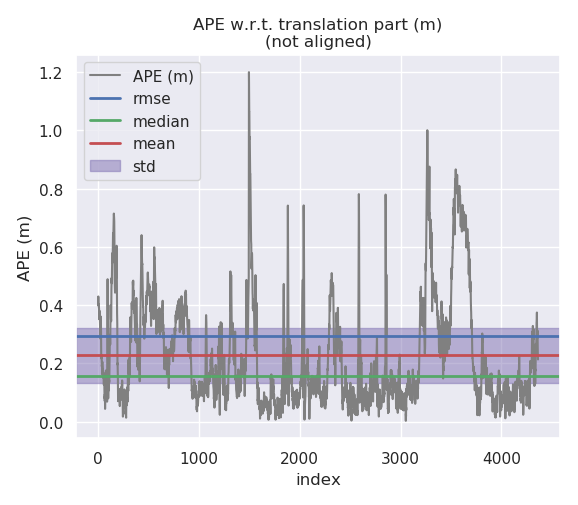 APE w.r.t. translation part (m)
(not aligned)
APE (m)
rmse
median
mean
std
1.2
1.0
0.8
0.6
0.4
0.2
0.0
APE (m)
0
1000
2000
3000
4000
index